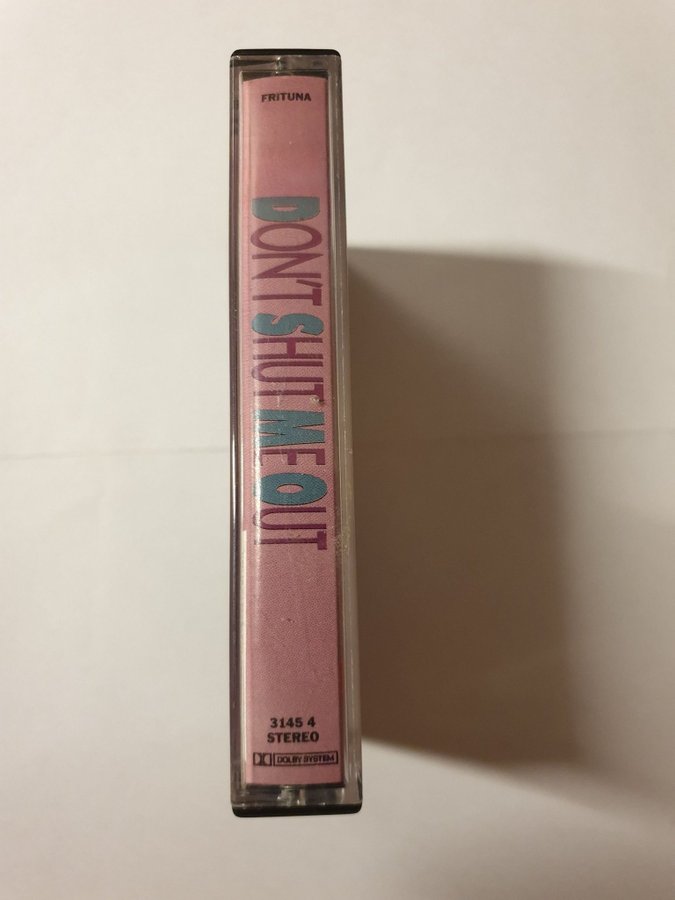 FRITUNA
DON'T SHUT ME OUT
3145 4
STEREO
DOLBY SYSTEM